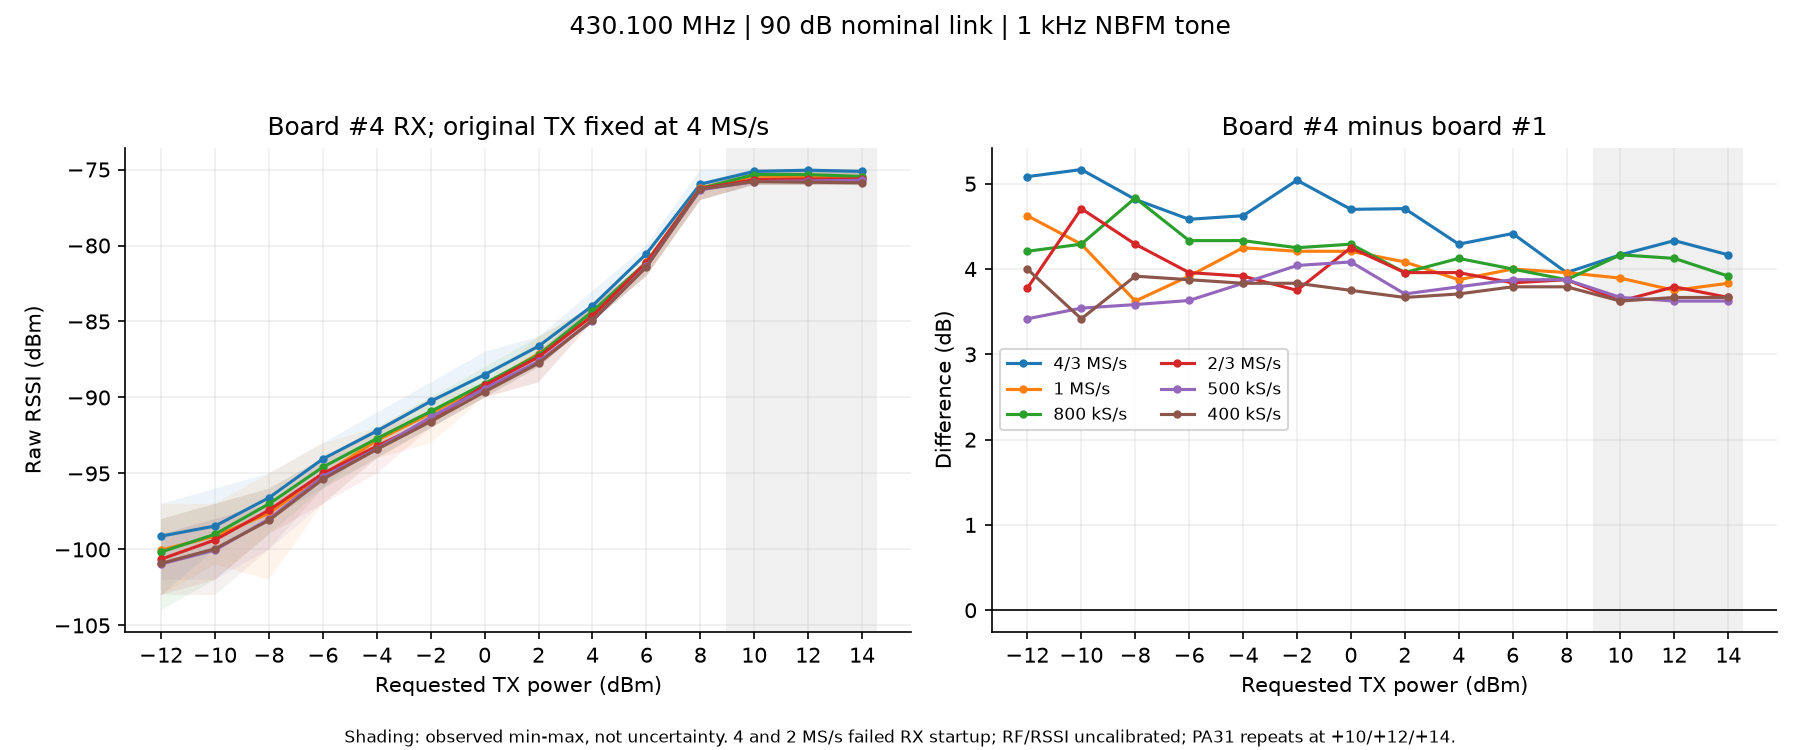 430.100 MHz | 90 dB nominal link | 1 kHz NBFM tone
Board #4 RX; original TX fixed at 4 MS/s
Raw RSSI (dBm)
−75
−80
−85
−90
−95
−100
−105
−12 −10 −8 −6 −4 −2 0 2 4 6 8 10 12 14
Requested TX power (dBm)
Board #4 minus board #1
Difference (dB)
5
4
3
2
1
0
4/3 MS/s 2/3 MS/s
1 MS/s 500 kS/s
800 kS/s 400 kS/s
−12 −10 −8 −6 −4 −2 0 2 4 6 8 10 12 14
Requested TX power (dBm)
Shading: observed min-max, not uncertainty. 4 and 2 MS/s failed RX startup; RF/RSSI uncalibrated; PA31 repeats at +10/+12/+14.